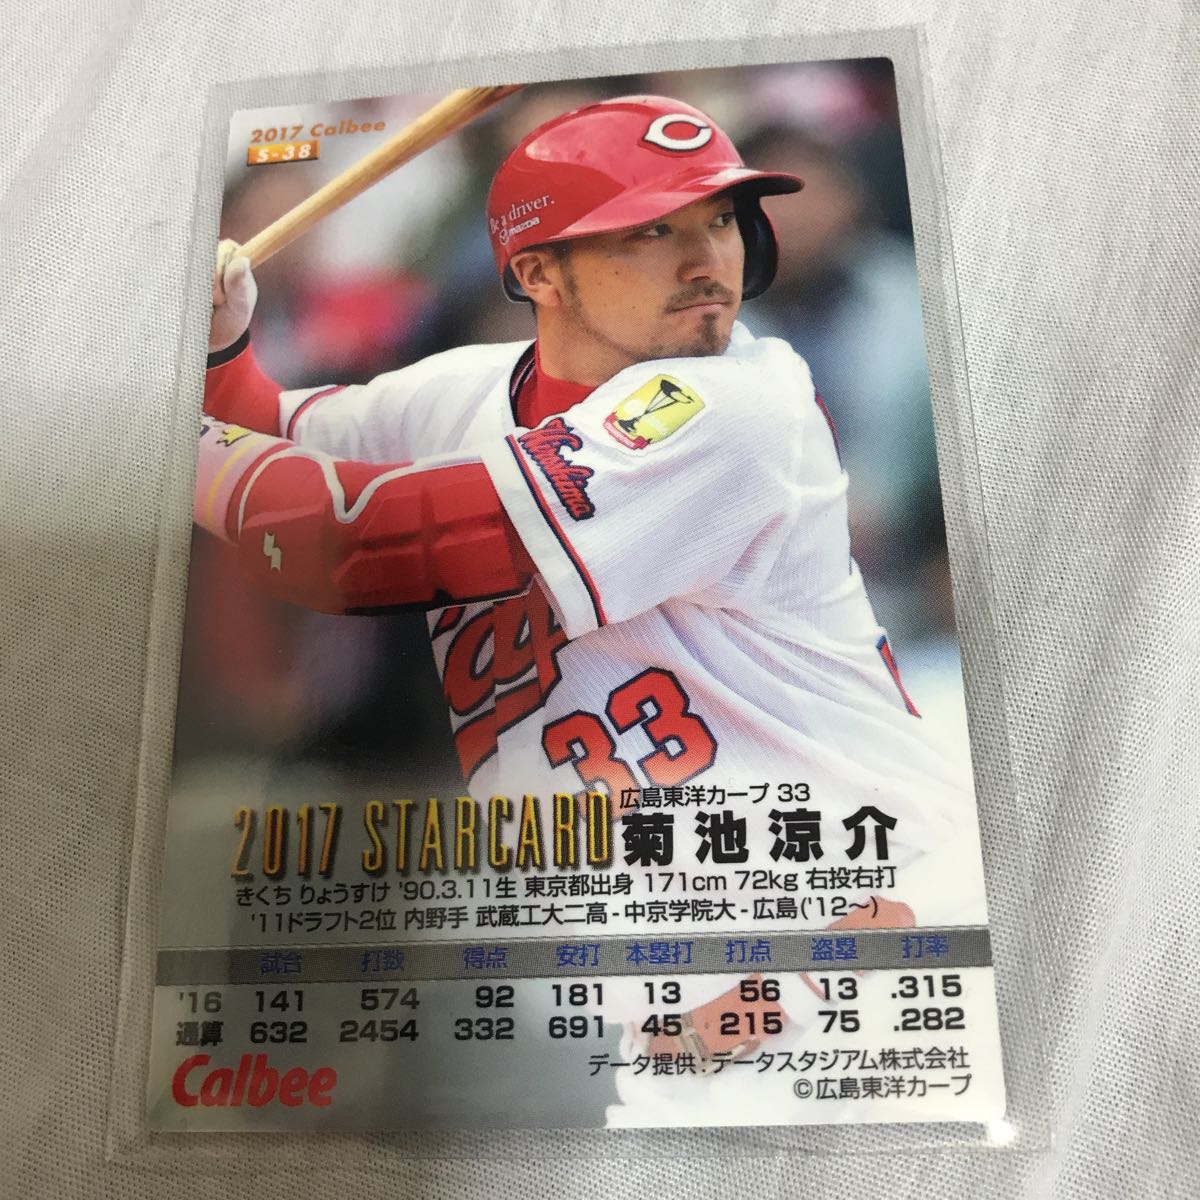 2017 Calbee
S-38
C
Be a driver.
mazda
Hiroshima
33
2017 STARCARD
広島東洋カープ 33
菊池涼介
きくち りょうすけ '90.3.11生 東京都出身 171cm 72kg 右投右打
'11ドラフト2位 内野手 武蔵工大二高-中京学院大-広島('12〜)
試合 打数 得点 安打 本塁打 打点 盗塁 打率
'16 141 574 92 181 13 56 13 .315
通算 632 2454 332 691 45 215 75 .282
Calbee
データ提供:データスタジアム株式会社
©広島東洋カープ